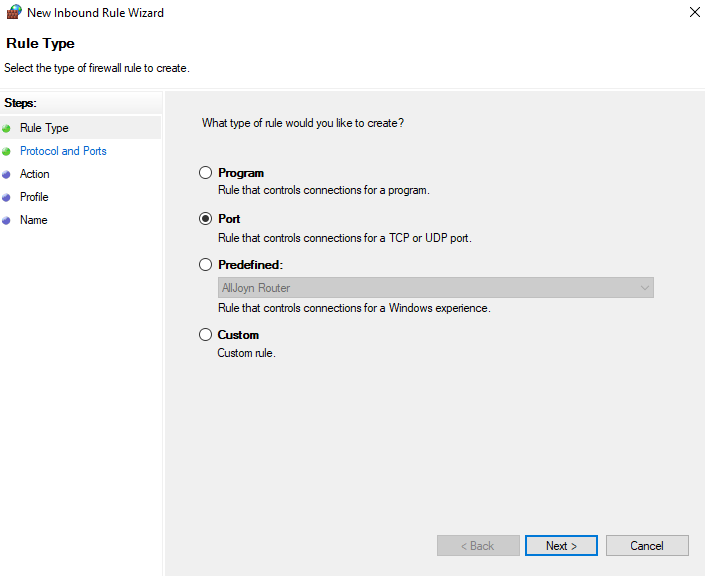 New Inbound Rule Wizard
Rule Type
Select the type of firewall rule to create.
Steps:
Rule Type
Protocol and Ports
Action
Profile
Name
What type of rule would you like to create?
Program
Rule that controls connections for a program.
Port
Rule that controls connections for a TCP or UDP port.
Predefined:
AllJoyn Router
Rule that controls connections for a Windows experience.
Custom
Custom rule.
< Back
Next >
Cancel